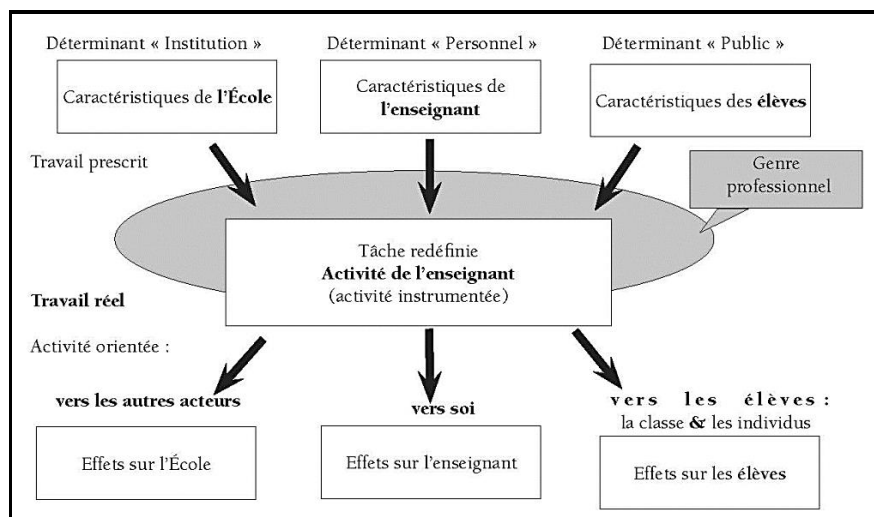 Déterminant « Institution »
Déterminant « Personnel »
Déterminant « Public »
Caractéristiques de l'École
Caractéristiques de
l'enseignant
Caractéristiques des élèves
Travail prescrit
Genre
professionnel
Tâche redéfinie
Activité de l'enseignant
(activité instrumentée)
Travail réel
Activité orientée :
vers les autres acteurs
vers soi
vers les élèves :
la classe & les individus
Effets sur l'École
Effets sur l'enseignant
Effets sur les élèves